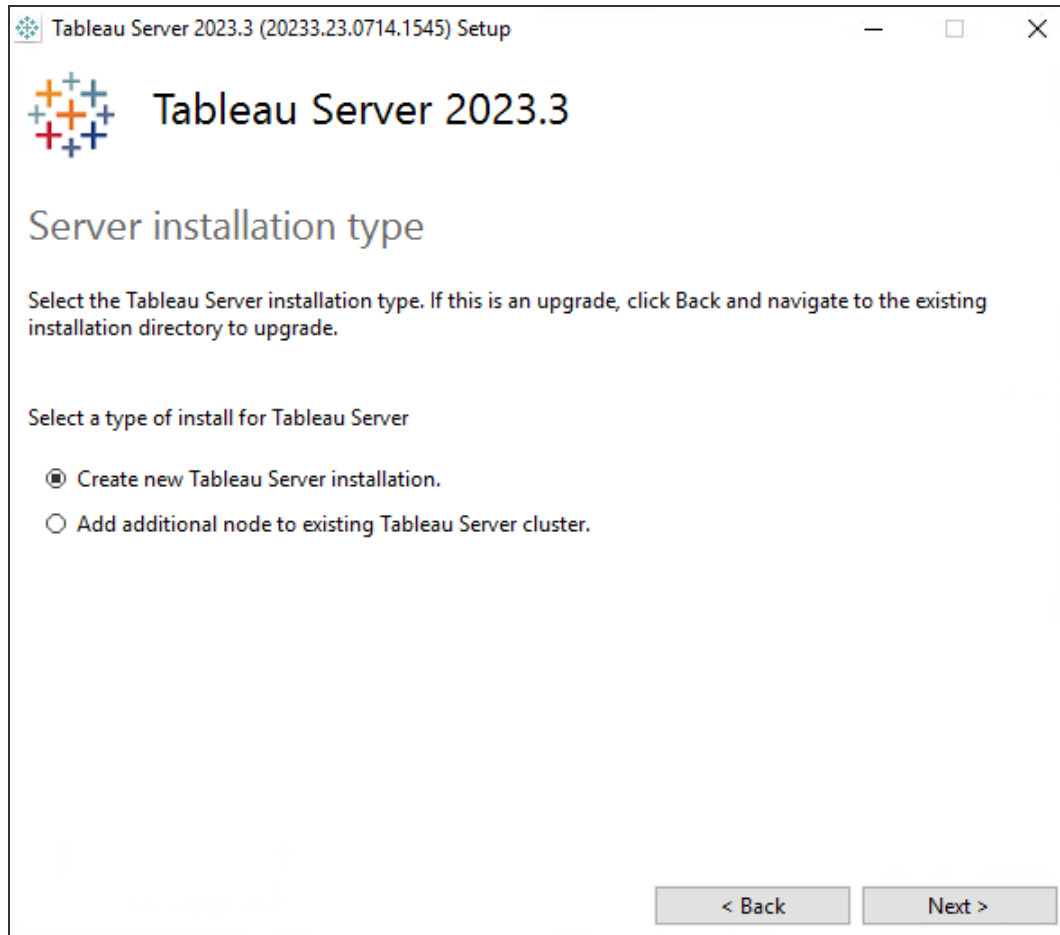 Tableau Server 2023.3 (20233.23.0714.1545) Setup
Tableau Server 2023.3
Server installation type
Select the Tableau Server installation type. If this is an upgrade, click Back and navigate to the existing
installation directory to upgrade.
Select a type of install for Tableau Server
Create new Tableau Server installation.
Add additional node to existing Tableau Server cluster.
< Back
Next >